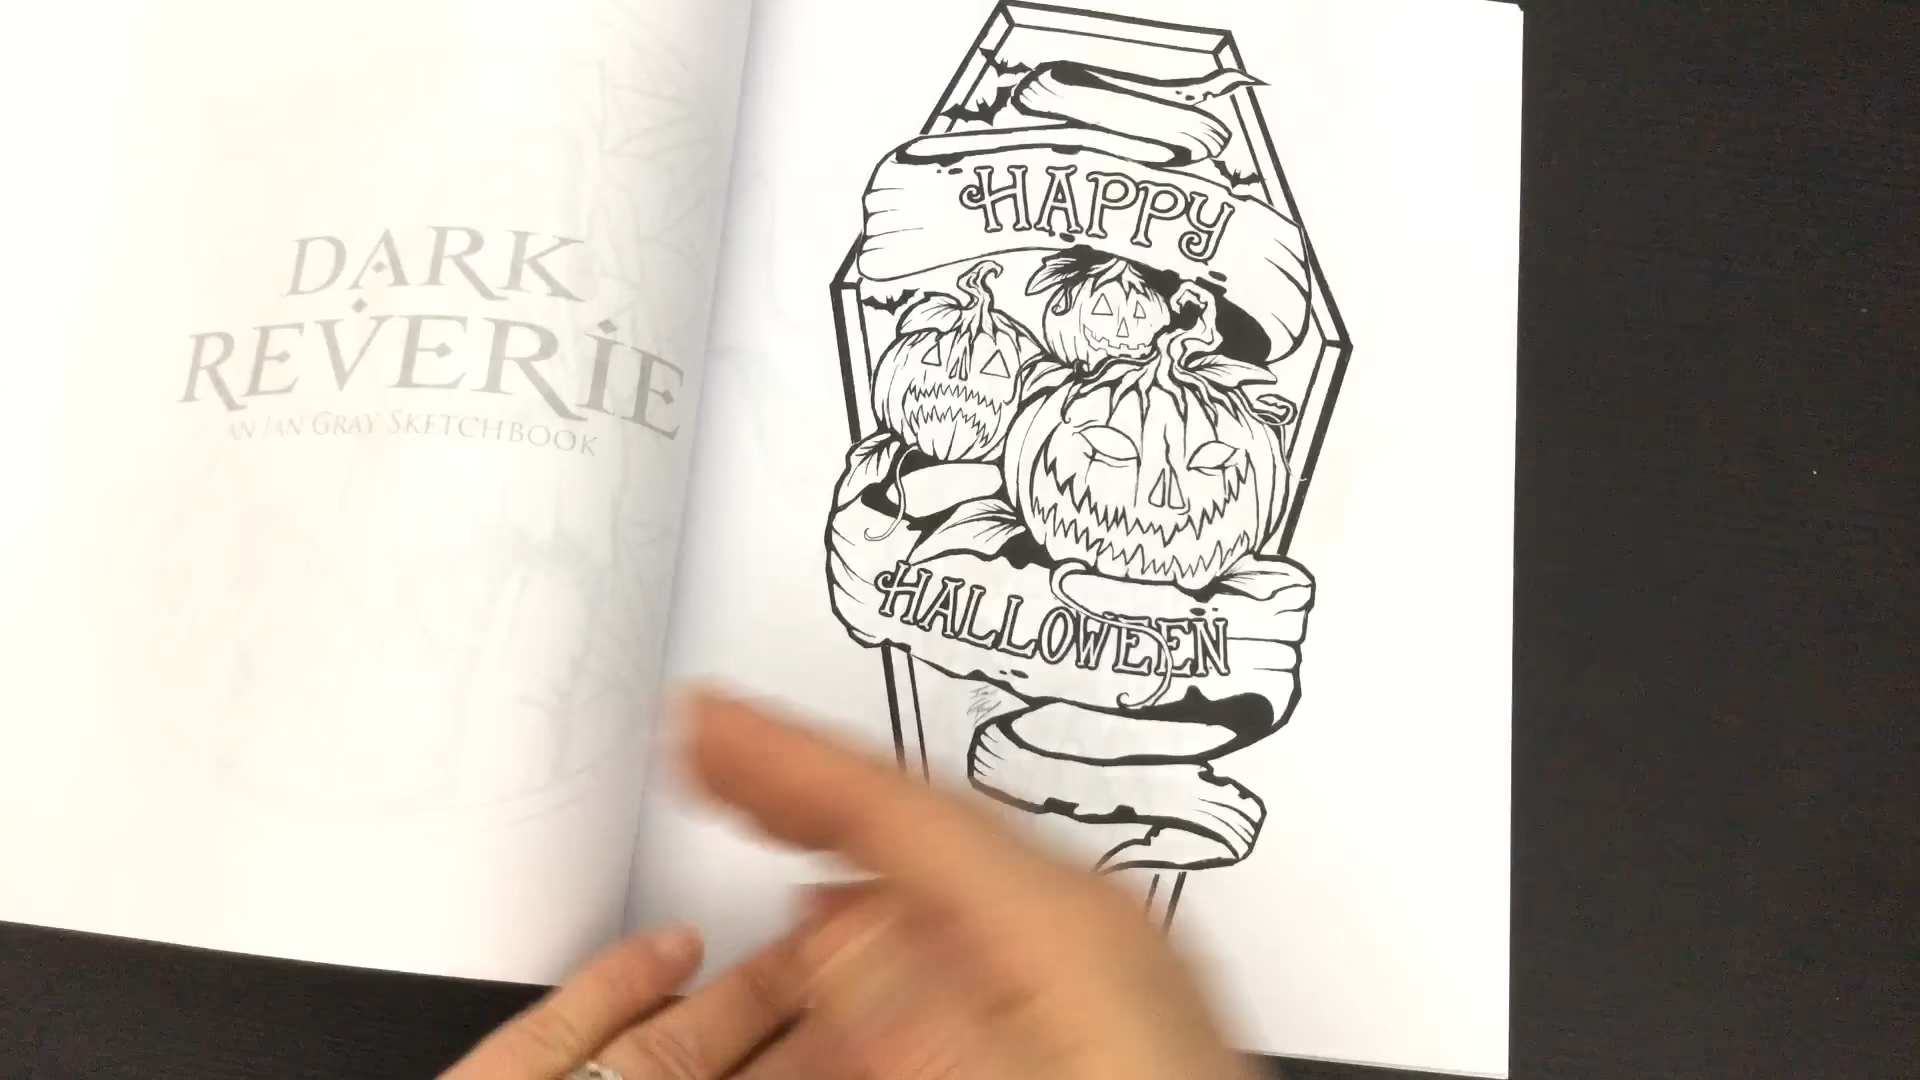 DARK
REVERIE
AN IAN GRAY SKETCHBOOK
HAPPY
HALLOWEEN